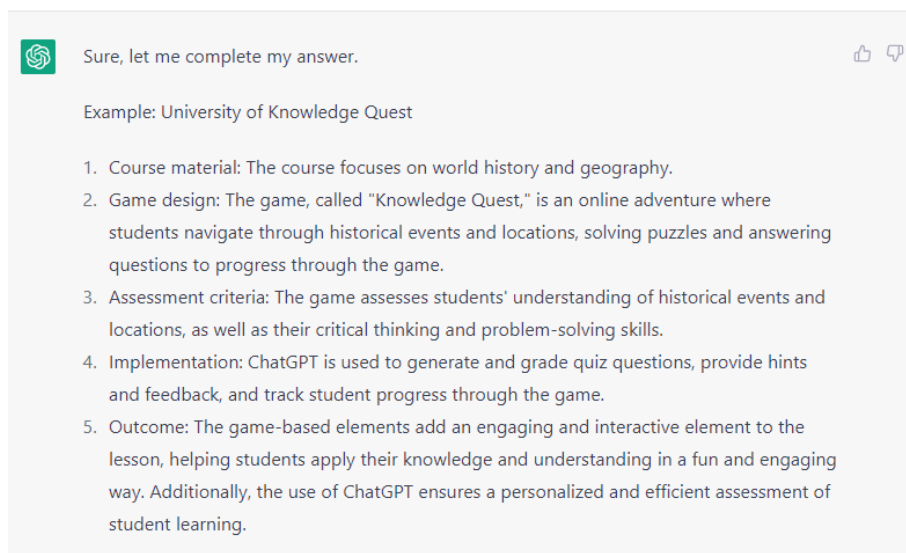 Sure, let me complete my answer.
Example: University of Knowledge Quest
1. Course material: The course focuses on world history and geography.
2. Game design: The game, called "Knowledge Quest," is an online adventure where
students navigate through historical events and locations, solving puzzles and answering
questions to progress through the game.
3. Assessment criteria: The game assesses students' understanding of historical events and
locations, as well as their critical thinking and problem-solving skills.
4. Implementation: ChatGPT is used to generate and grade quiz questions, provide hints
and feedback, and track student progress through the game.
5. Outcome: The game-based elements add an engaging and interactive element to the
lesson, helping students apply their knowledge and understanding in a fun and engaging
way. Additionally, the use of ChatGPT ensures a personalized and efficient assessment of
student learning.